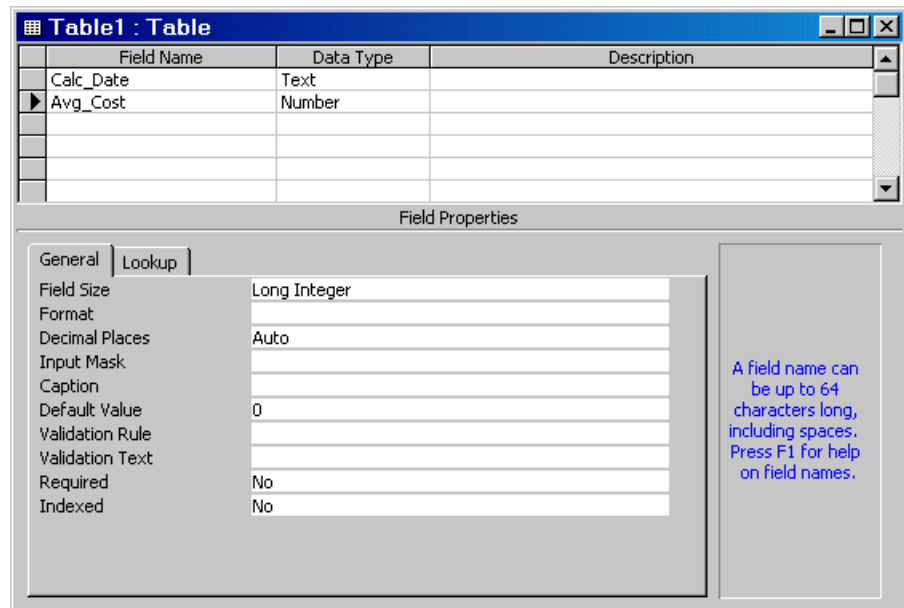 Table1 : Table
Field Name Data Type Description
Calc_Date Text
Avg_Cost Number
Field Properties
General Lookup
Field Size Long Integer
Format
Decimal Places Auto
Input Mask
Caption
Default Value 0
Validation Rule
Validation Text
Required No
Indexed No
A field name can
be up to 64
characters long,
including spaces.
Press F1 for help
on field names.